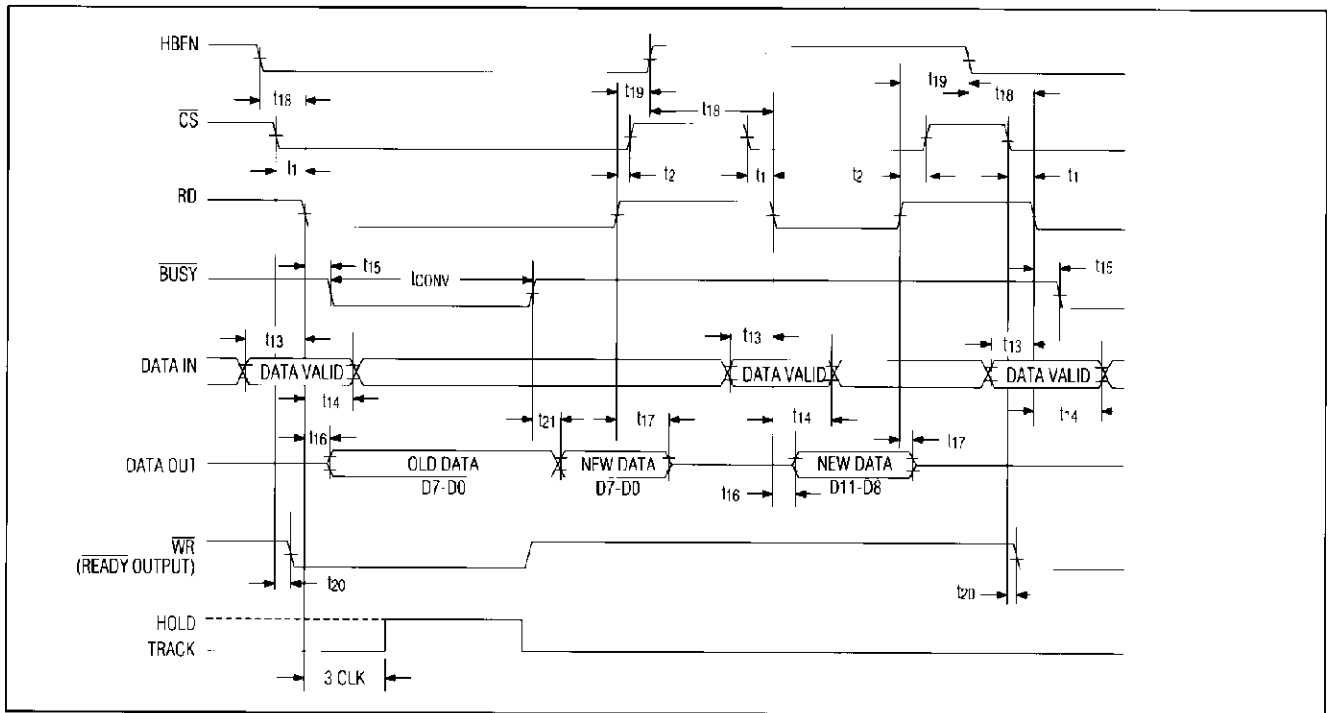 HBEN
t19
t18
t19
t18
CS
t1
t2
t1
t2
t1
RD
BUSY
t15
tCONV
t15
t13
t13
t13
DATA IN
DATA VALID
DATA VALID
DATA VALID
t14
t14
t14
t16
t21
t17
t17
DATA OUT
OLD DATA
D7-D0
NEW DATA
D7-D0
NEW DATA
D11-D8
t16
WR
(READY OUTPUT)
t20
t20
HOLD
TRACK
3 CLK
t18